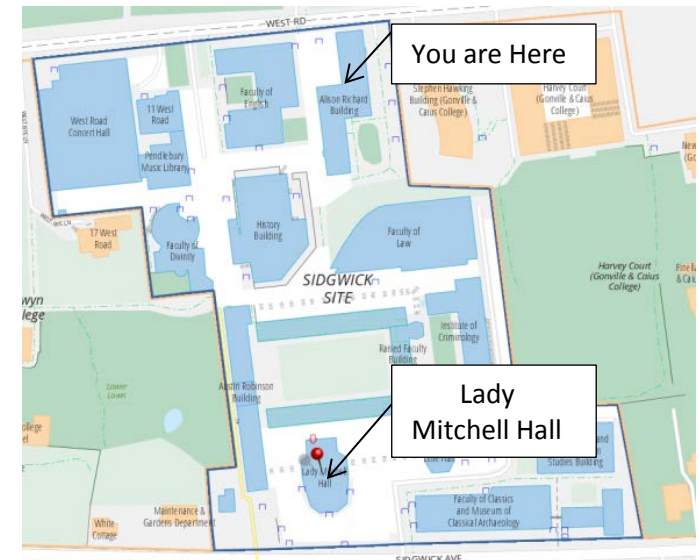 WEST RD
You are Here
Faculty of
English
Alison Richard
Building
Stephen Hawking
Building (Gonville &
Caius College)
Harvey Court
(Gonville & Caius
College)
West Road
Concert Hall
11 West
Road
Pendlebury
Music Library
17 West
Road
Faculty of
Divinity
History
Building
Faculty of
Law
Harvey Court
(Gonville & Caius
College)
SIDGWICK
SITE
Institute of
Criminology
Raised Faculty
Building
Austin Robinson
Building
Lower
Lawn
Lady
Mitchell Hall
Lady M
Hall
Studies Building
Maintenance &
Gardens Department
White
Cottage
Faculty of Classics
and Museum of
Classical Archaeology
SIDGWICK AVE